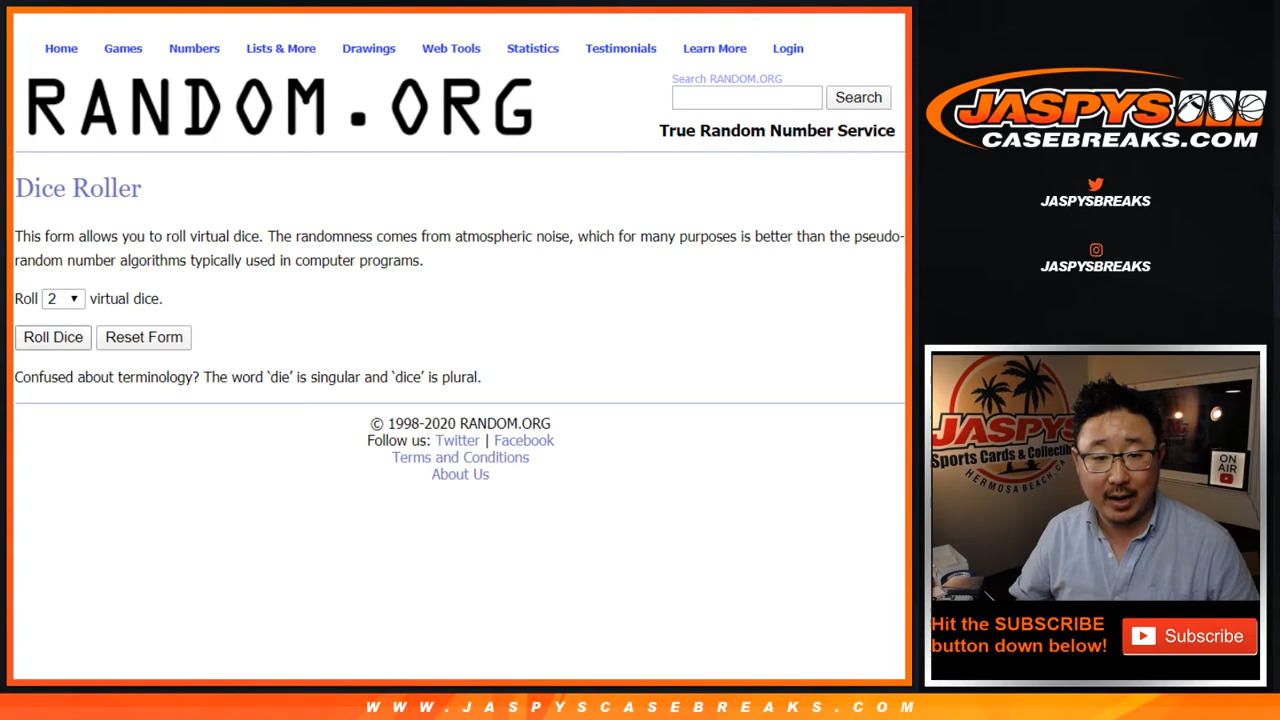 Home Games Numbers Lists & More Drawings Web Tools Statistics Testimonials Learn More Login
RANDOM.ORG
Search RANDOM.ORG
Search
True Random Number Service
Dice Roller
This form allows you to roll virtual dice. The randomness comes from atmospheric noise, which for many purposes is better than the pseudo-
random number algorithms typically used in computer programs.
Roll 2 virtual dice.
Roll Dice Reset Form
Confused about terminology? The word ‘die’ is singular and ‘dice’ is plural.
© 1998-2020 RANDOM.ORG
Follow us: Twitter | Facebook
Terms and Conditions
About Us
JASPYS
CASEBREAKS.COM
JASPYSBREAKS
JASPYSBREAKS
JASPYS
Sports Cards & Collectib
HERMOSA BEACH, CA
ON
AIR
Hit the SUBSCRIBE
button down below!
Subscribe
WWW.JASPYSCASEBREAKS.COM